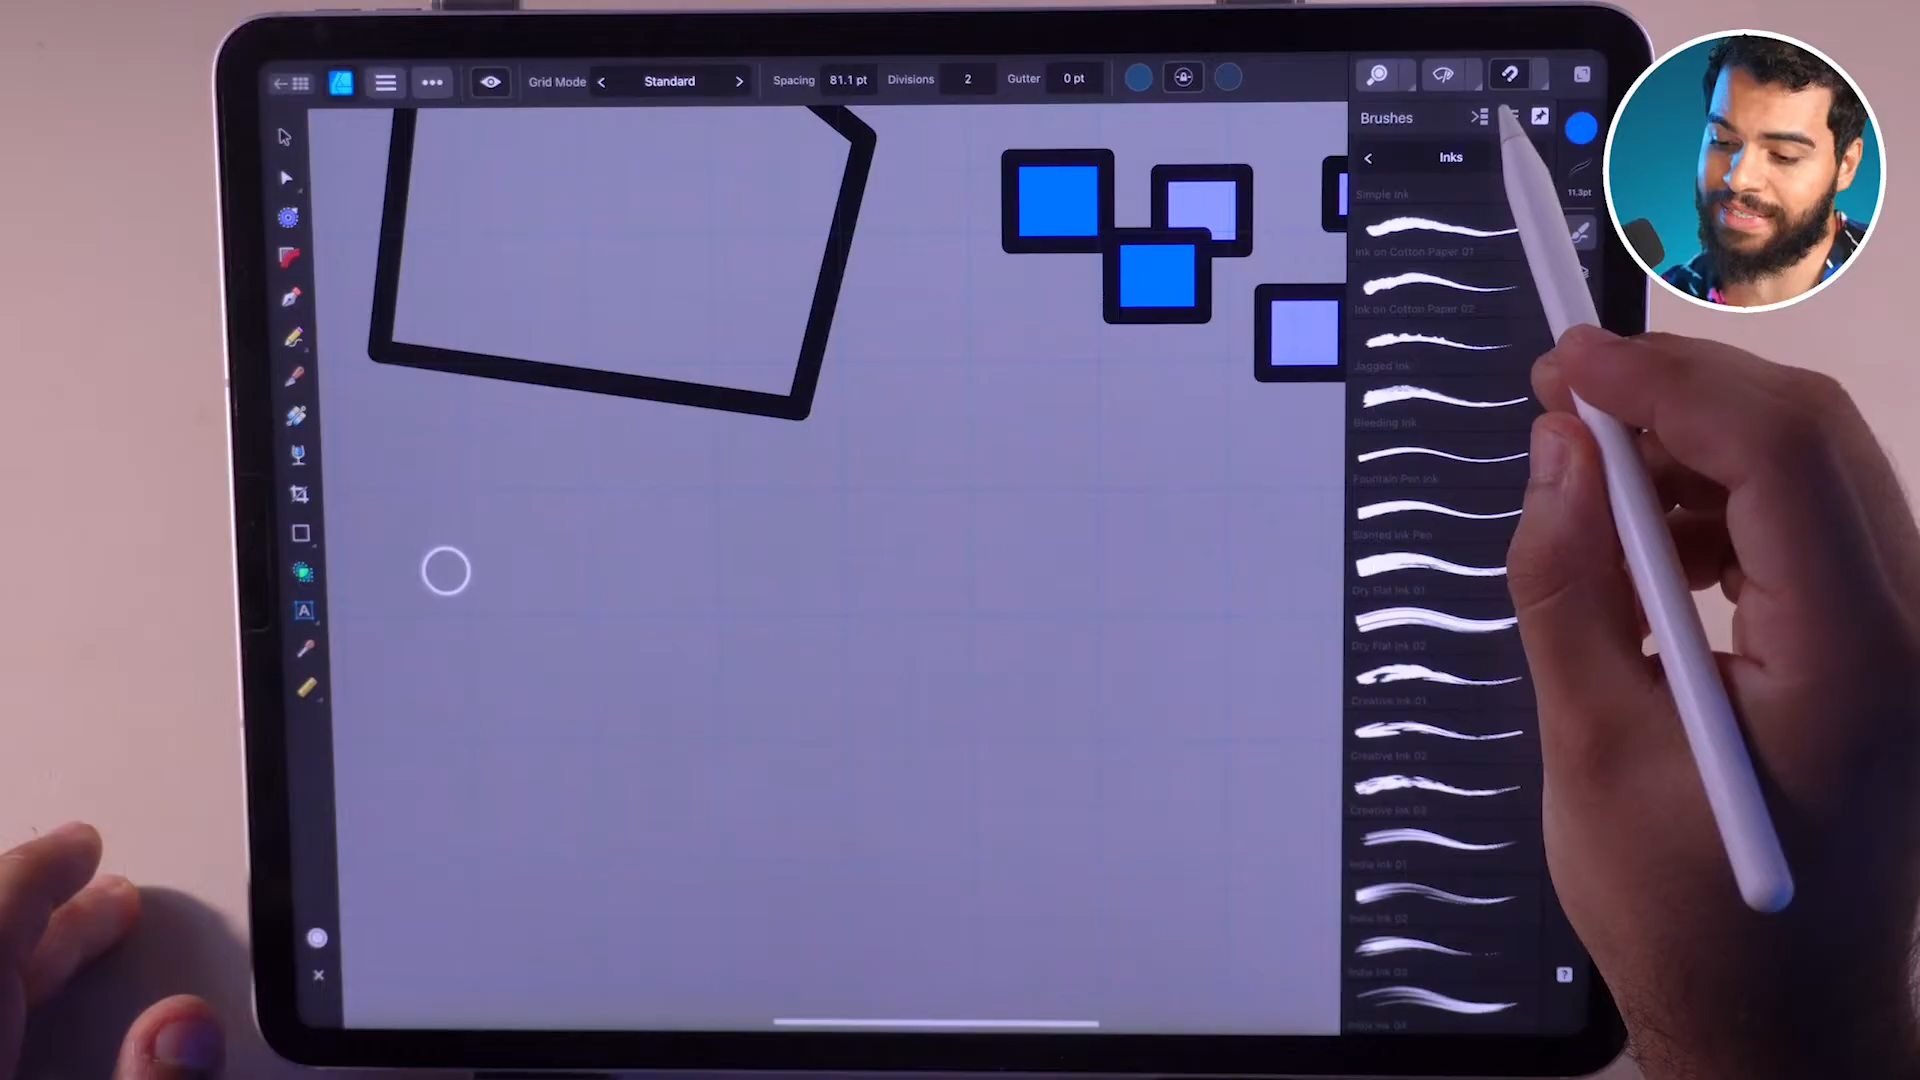 Grid Mode < Standard > Spacing 81.1 pt Divisions 2 Gutter 0 pt
Brushes
Inks
11.3pt
Simple Ink
Ink on Cotton Paper 01
Ink on Cotton Paper 02
Jagged Ink
Bleeding Ink
Fountain Pen Ink
Slanted Ink Pen
Dry Flat Ink 01
Dry Flat Ink 02
Creative Ink 01
Creative Ink 02
Creative Ink 03
India Ink 01
India Ink 02
India Ink 03
India Ink 04
A
?